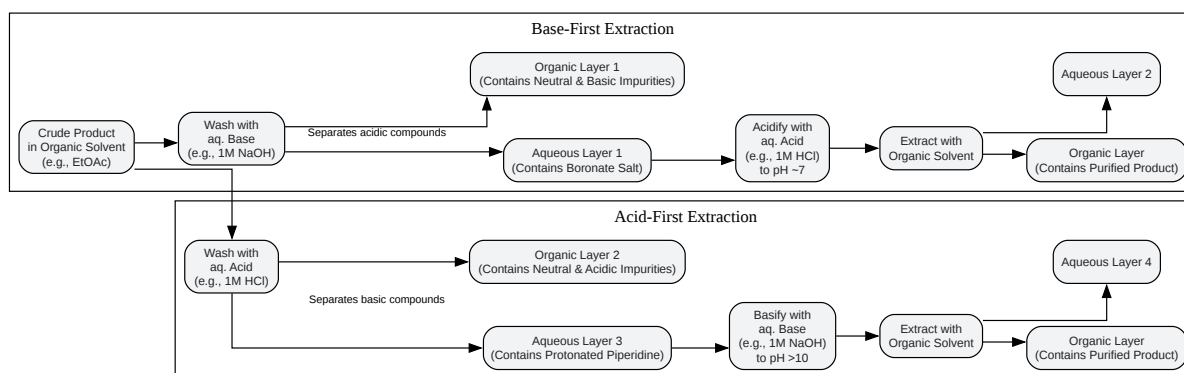 Base-First Extraction
Organic Layer 1
(Contains Neutral & Basic Impurities)
Aqueous Layer 2
Crude Product
in Organic Solvent
(e.g., EtOAc)
Wash with
aq. Base
(e.g., 1M NaOH)
Separates acidic compounds
Aqueous Layer 1
(Contains Boronate Salt)
Acidify with
aq. Acid
(e.g., 1M HCl)
to pH ~7
Extract with
Organic Solvent
Organic Layer
(Contains Purified Product)
Acid-First Extraction
Wash with
aq. Acid
(e.g., 1M HCl)
Organic Layer 2
(Contains Neutral & Acidic Impurities)
Aqueous Layer 4
Separates basic compounds
Aqueous Layer 3
(Contains Protonated Piperidine)
Basify with
aq. Base
(e.g., 1M NaOH)
to pH >10
Extract with
Organic Solvent
Organic Layer
(Contains Purified Product)